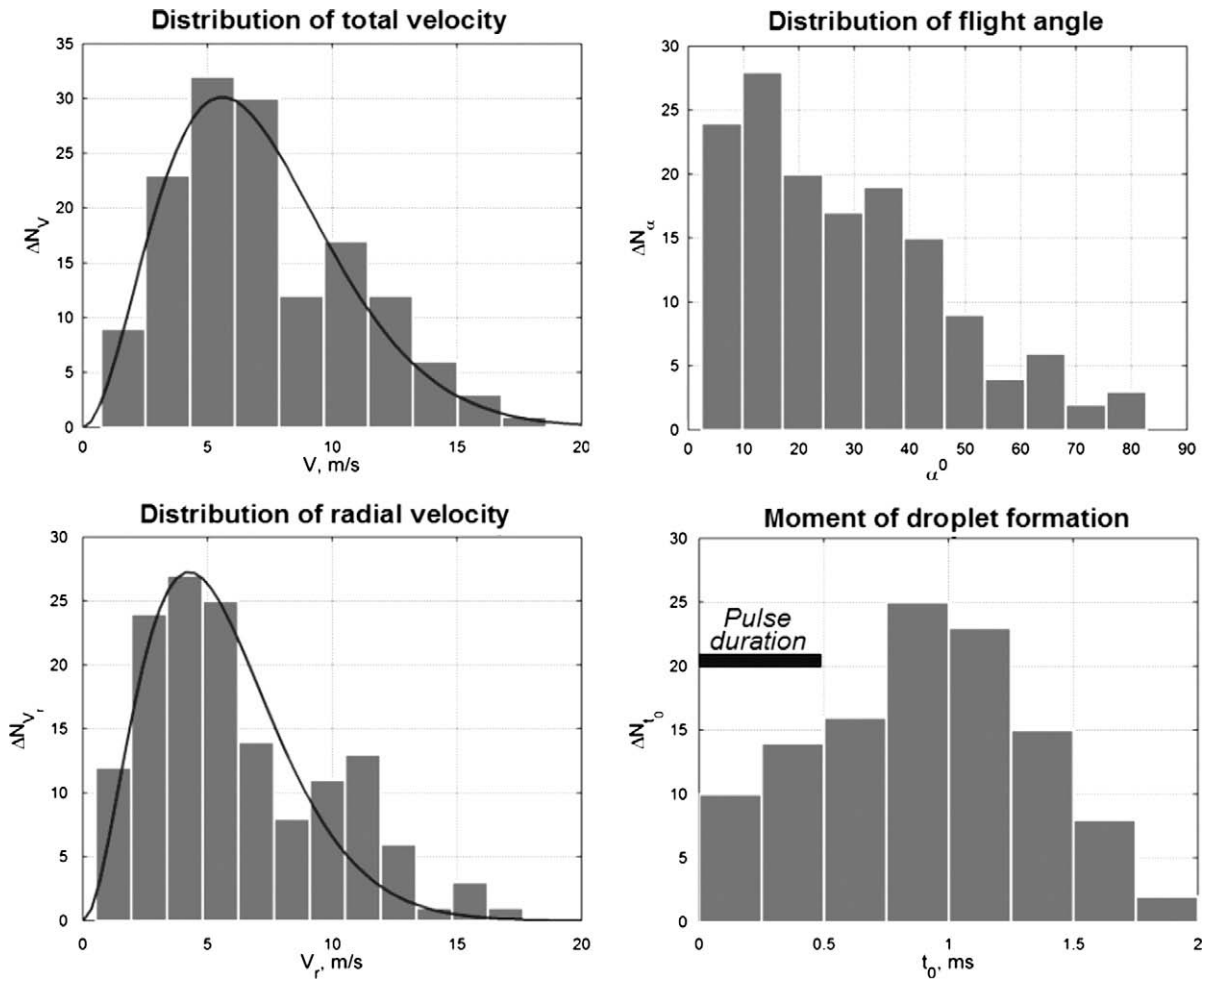 Distribution of total velocity
35
30
25
20
15
10
5
0
ΔN_V
0 5 10 15 20
V, m/s
Distribution of flight angle
30
25
20
15
10
5
0
ΔN_α
0 10 20 30 40 50 60 70 80 90
α^0
Distribution of radial velocity
30
25
20
15
10
5
0
ΔN_V_r
0 5 10 15 20
V_r, m/s
Moment of droplet formation
30
25
20
15
10
5
0
ΔN_t_0
Pulse
duration
0 0.5 1 1.5 2
t_0, ms